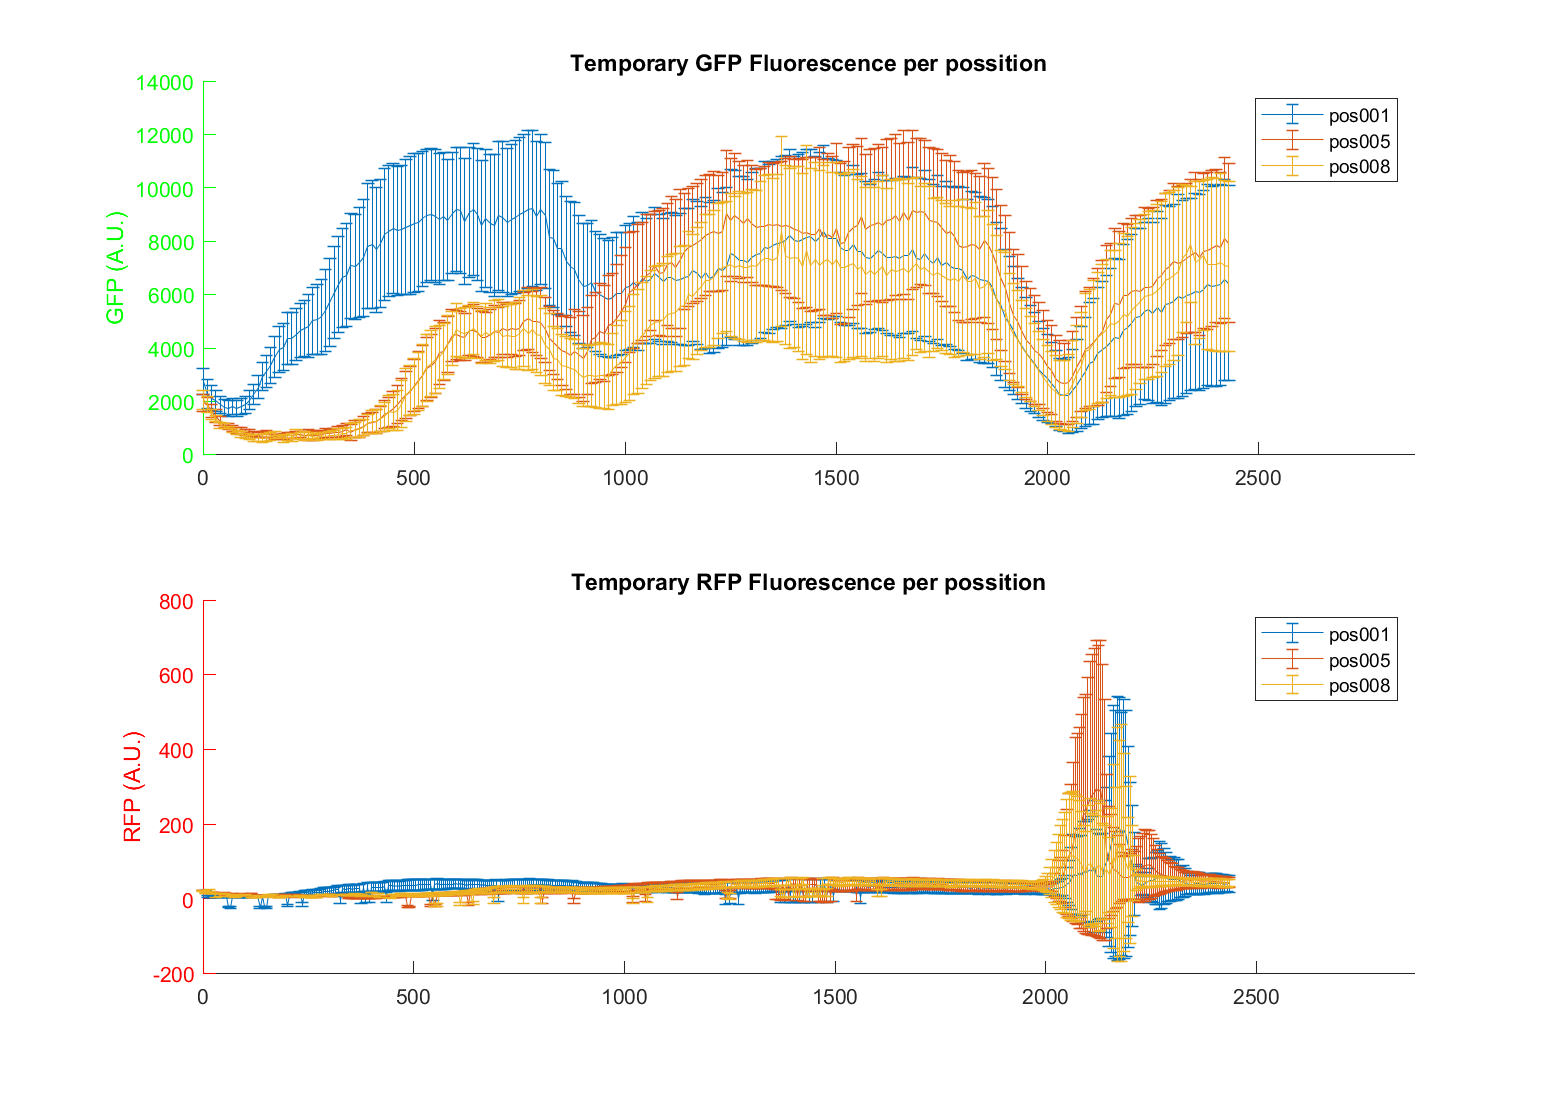 Temporary GFP Fluorescence per possition
14000
12000
10000
8000
6000
4000
2000
0
GFP (A.U.)
pos001
pos005
pos008
0 500 1000 1500 2000 2500
Temporary RFP Fluorescence per possition
800
600
400
200
0
-200
RFP (A.U.)
pos001
pos005
pos008
0 500 1000 1500 2000 2500